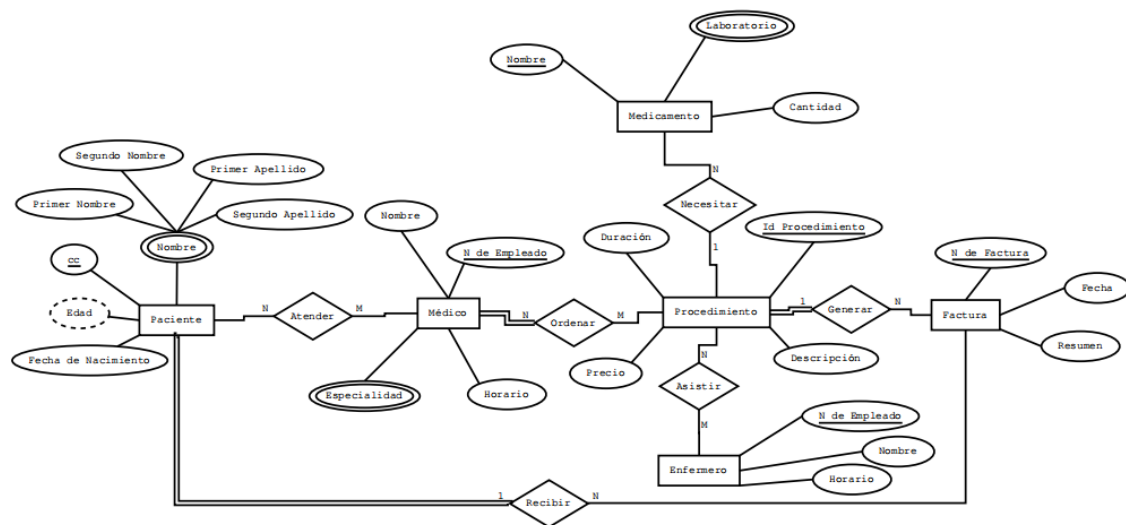 Laboratorio
Nombre
Cantidad
Medicamento
Segundo Nombre
Primer Apellido
N
Primer Nombre
Segundo Apellido
Nombre
Necesitar
Id Procedimiento
Duración
Nombre
N de Empleado
N de Factura
1
cc
Fecha
Edad
Paciente
N
Atender
M
Médico
N
Ordenar
M
Procedimiento
1
Generar
N
Factura
Resumen
Fecha de Nacimiento
Descripción
N
Precio
Asistir
Especialidad
Horario
N de Empleado
M
Nombre
Enfermero
Horario
1
Recibir
N